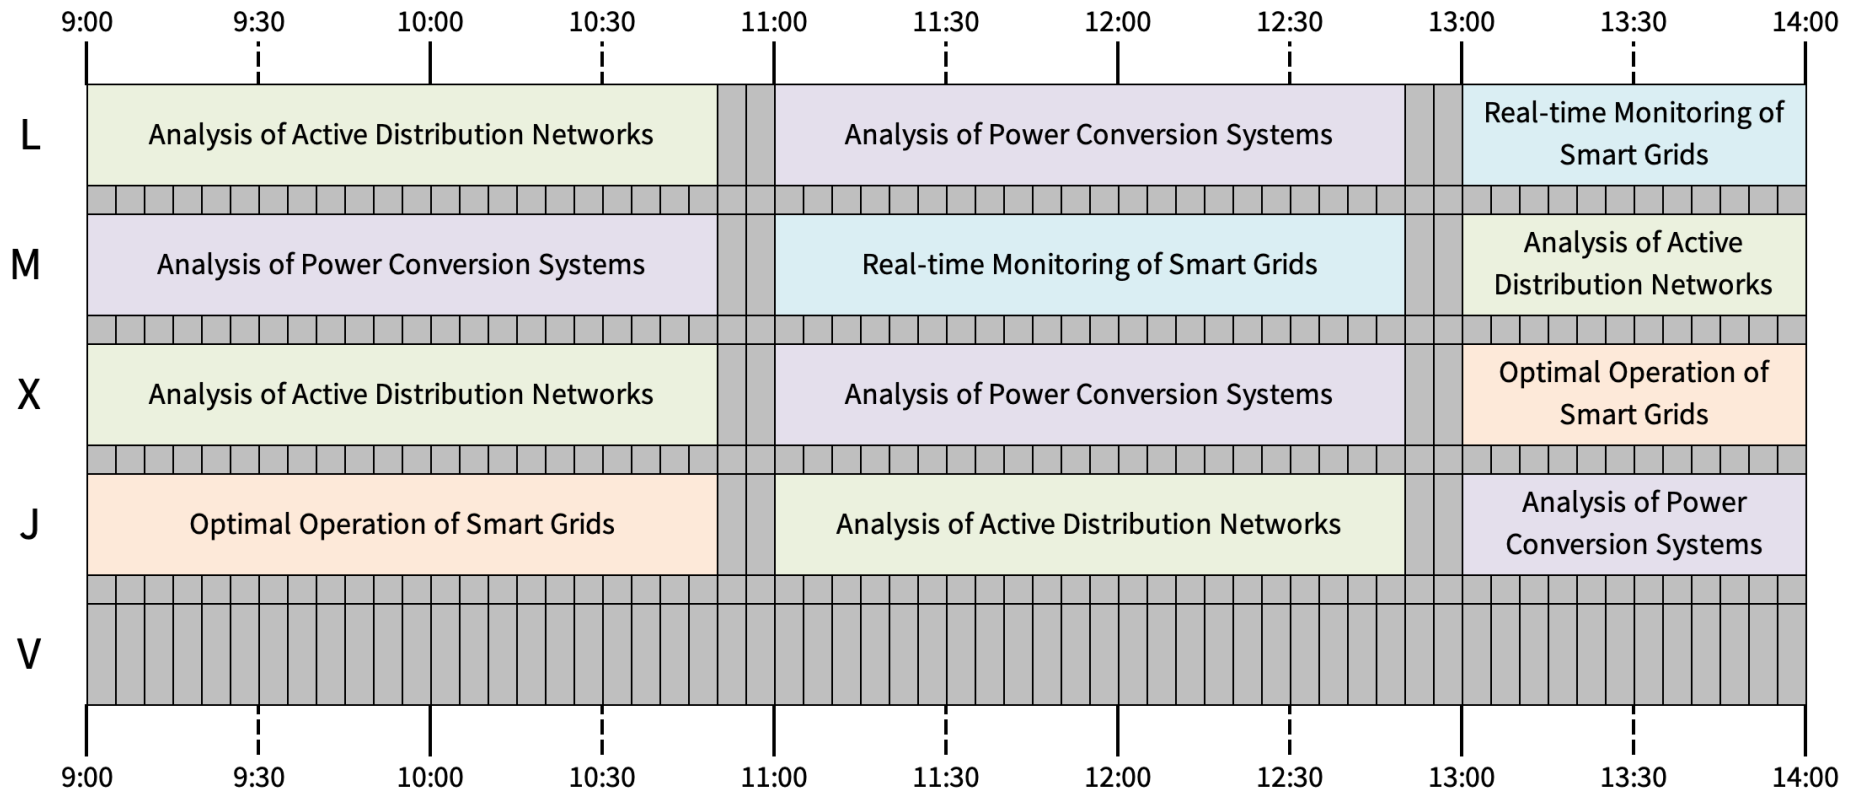 9:00 9:30 10:00 10:30 11:00 11:30 12:00 12:30 13:00 13:30 14:00
L
Analysis of Active Distribution Networks
Analysis of Power Conversion Systems
Real-time Monitoring of
Smart Grids
M
Analysis of Power Conversion Systems
Real-time Monitoring of Smart Grids
Analysis of Active
Distribution Networks
X
Analysis of Active Distribution Networks
Analysis of Power Conversion Systems
Optimal Operation of
Smart Grids
J
Optimal Operation of Smart Grids
Analysis of Active Distribution Networks
Analysis of Power
Conversion Systems
V
9:00 9:30 10:00 10:30 11:00 11:30 12:00 12:30 13:00 13:30 14:00